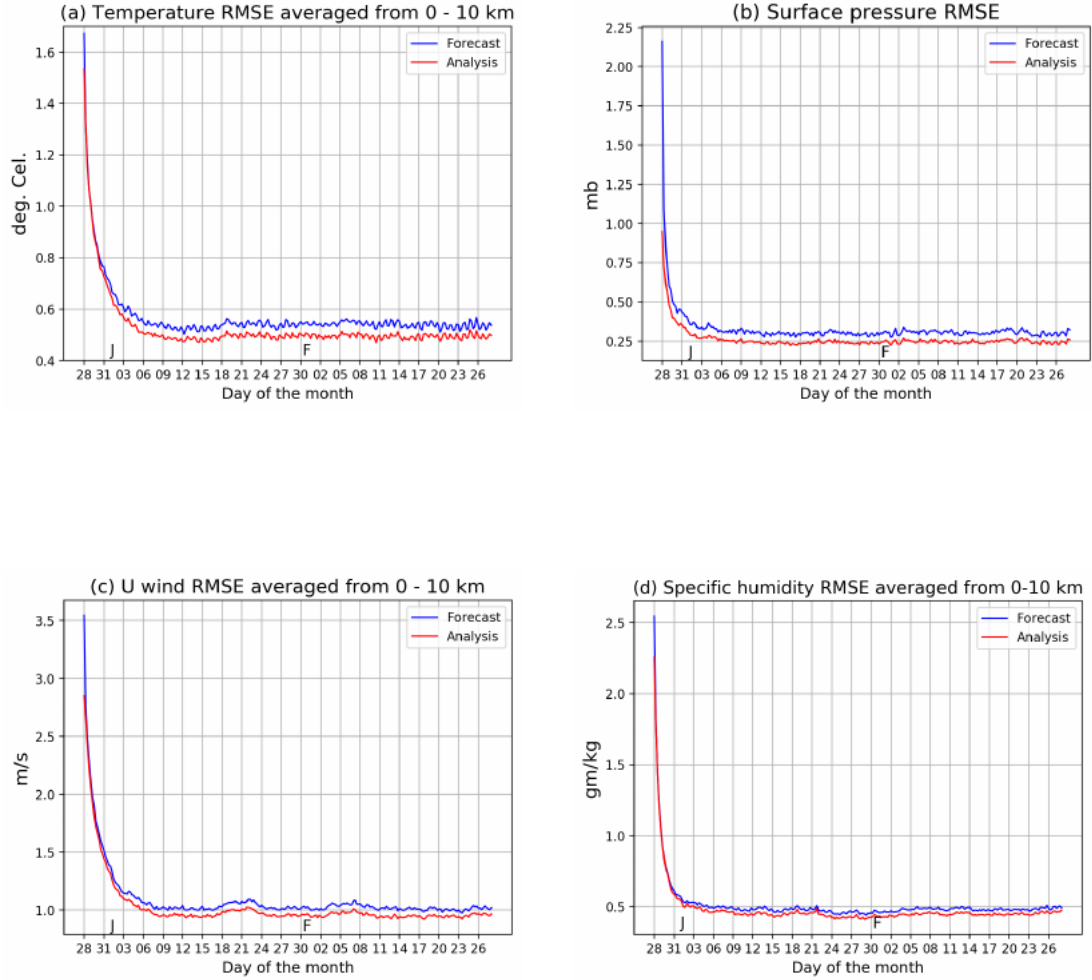 (a) Temperature RMSE averaged from 0 - 10 km
Forecast
Analysis
1.6
1.4
1.2
1.0
0.8
0.6
0.4
deg. Cel.
J
F
28 31 03 06 09 12 15 18 21 24 27 30 02 05 08 11 14 17 20 23 26
Day of the month
(b) Surface pressure RMSE
Forecast
Analysis
2.25
2.00
1.75
1.50
1.25
1.00
0.75
0.50
0.25
mb
J
F
28 31 03 06 09 12 15 18 21 24 27 30 02 05 08 11 14 17 20 23 26
Day of the month
(c) U wind RMSE averaged from 0 - 10 km
Forecast
Analysis
3.5
3.0
2.5
2.0
1.5
1.0
m/s
J
F
28 31 03 06 09 12 15 18 21 24 27 30 02 05 08 11 14 17 20 23 26
Day of the month
(d) Specific humidity RMSE averaged from 0-10 km
Forecast
Analysis
2.5
2.0
1.5
1.0
0.5
gm/kg
J
F
28 31 03 06 09 12 15 18 21 24 27 30 02 05 08 11 14 17 20 23 26
Day of the month